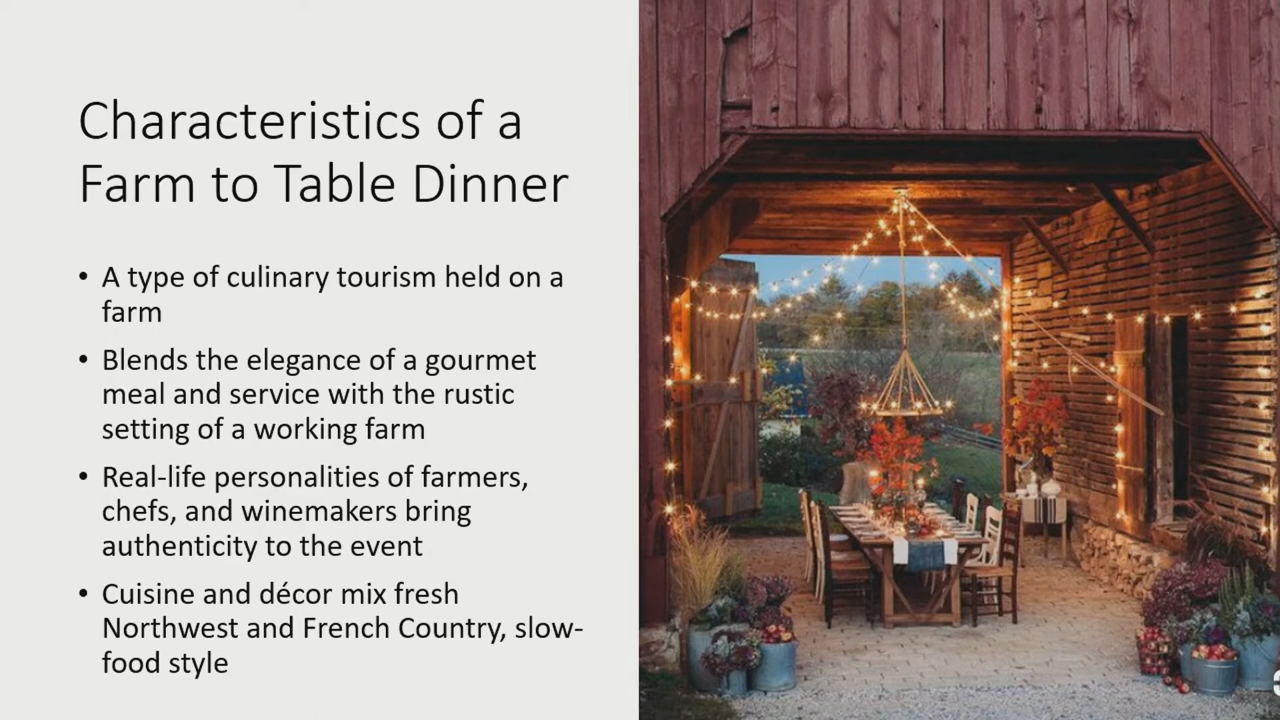 Characteristics of a
Farm to Table Dinner
• A type of culinary tourism held on a
farm
• Blends the elegance of a gourmet
meal and service with the rustic
setting of a working farm
• Real-life personalities of farmers,
chefs, and winemakers bring
authenticity to the event
• Cuisine and décor mix fresh
Northwest and French Country, slow-
food style